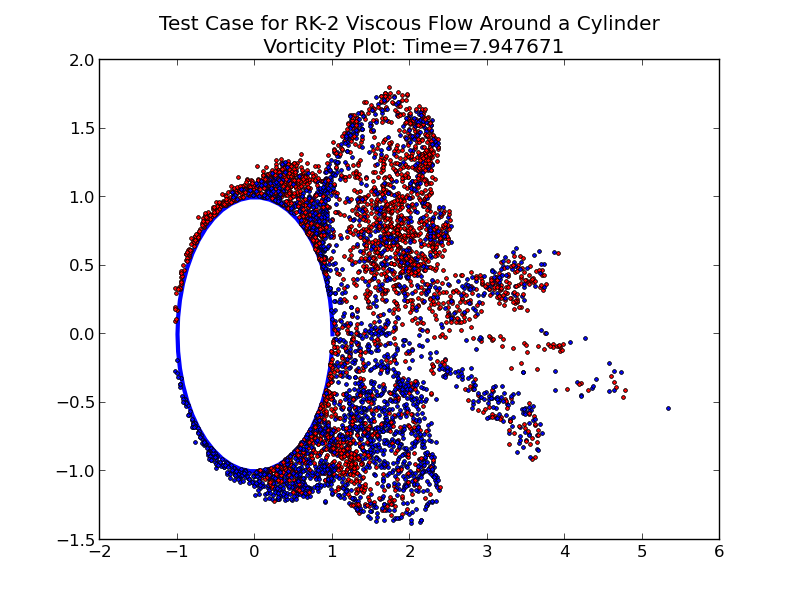 Test Case for RK-2 Viscous Flow Around a Cylinder
Vorticity Plot: Time=7.947671
2.0
1.5
1.0
0.5
0.0
−0.5
−1.0
−1.5
−2 −1 0 1 2 3 4 5 6